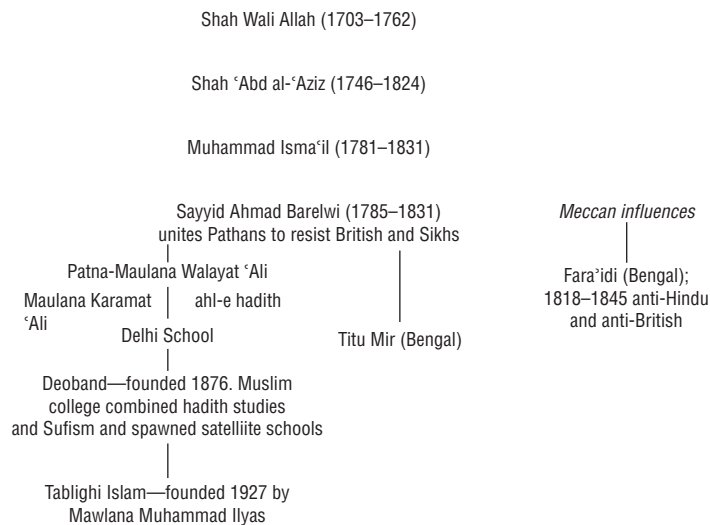 Shah Wali Allah (1703–1762)
Shah ʿAbd al-ʿAziz (1746–1824)
Muhammad Ismaʿil (1781–1831)
Sayyid Ahmad Barelwi (1785–1831)
unites Pathans to resist British and Sikhs
Meccan influences
Patna-Maulana Walayat ʿAli
Maulana Karamat
ʿAli
ahl-e hadith
Delhi School
Titu Mir (Bengal)
Faraʾidi (Bengal);
1818–1845 anti-Hindu
and anti-British
Deoband—founded 1876. Muslim
college combined hadith studies
and Sufism and spawned satelliite schools
Tablighi Islam—founded 1927 by
Mawlana Muhammad Ilyas